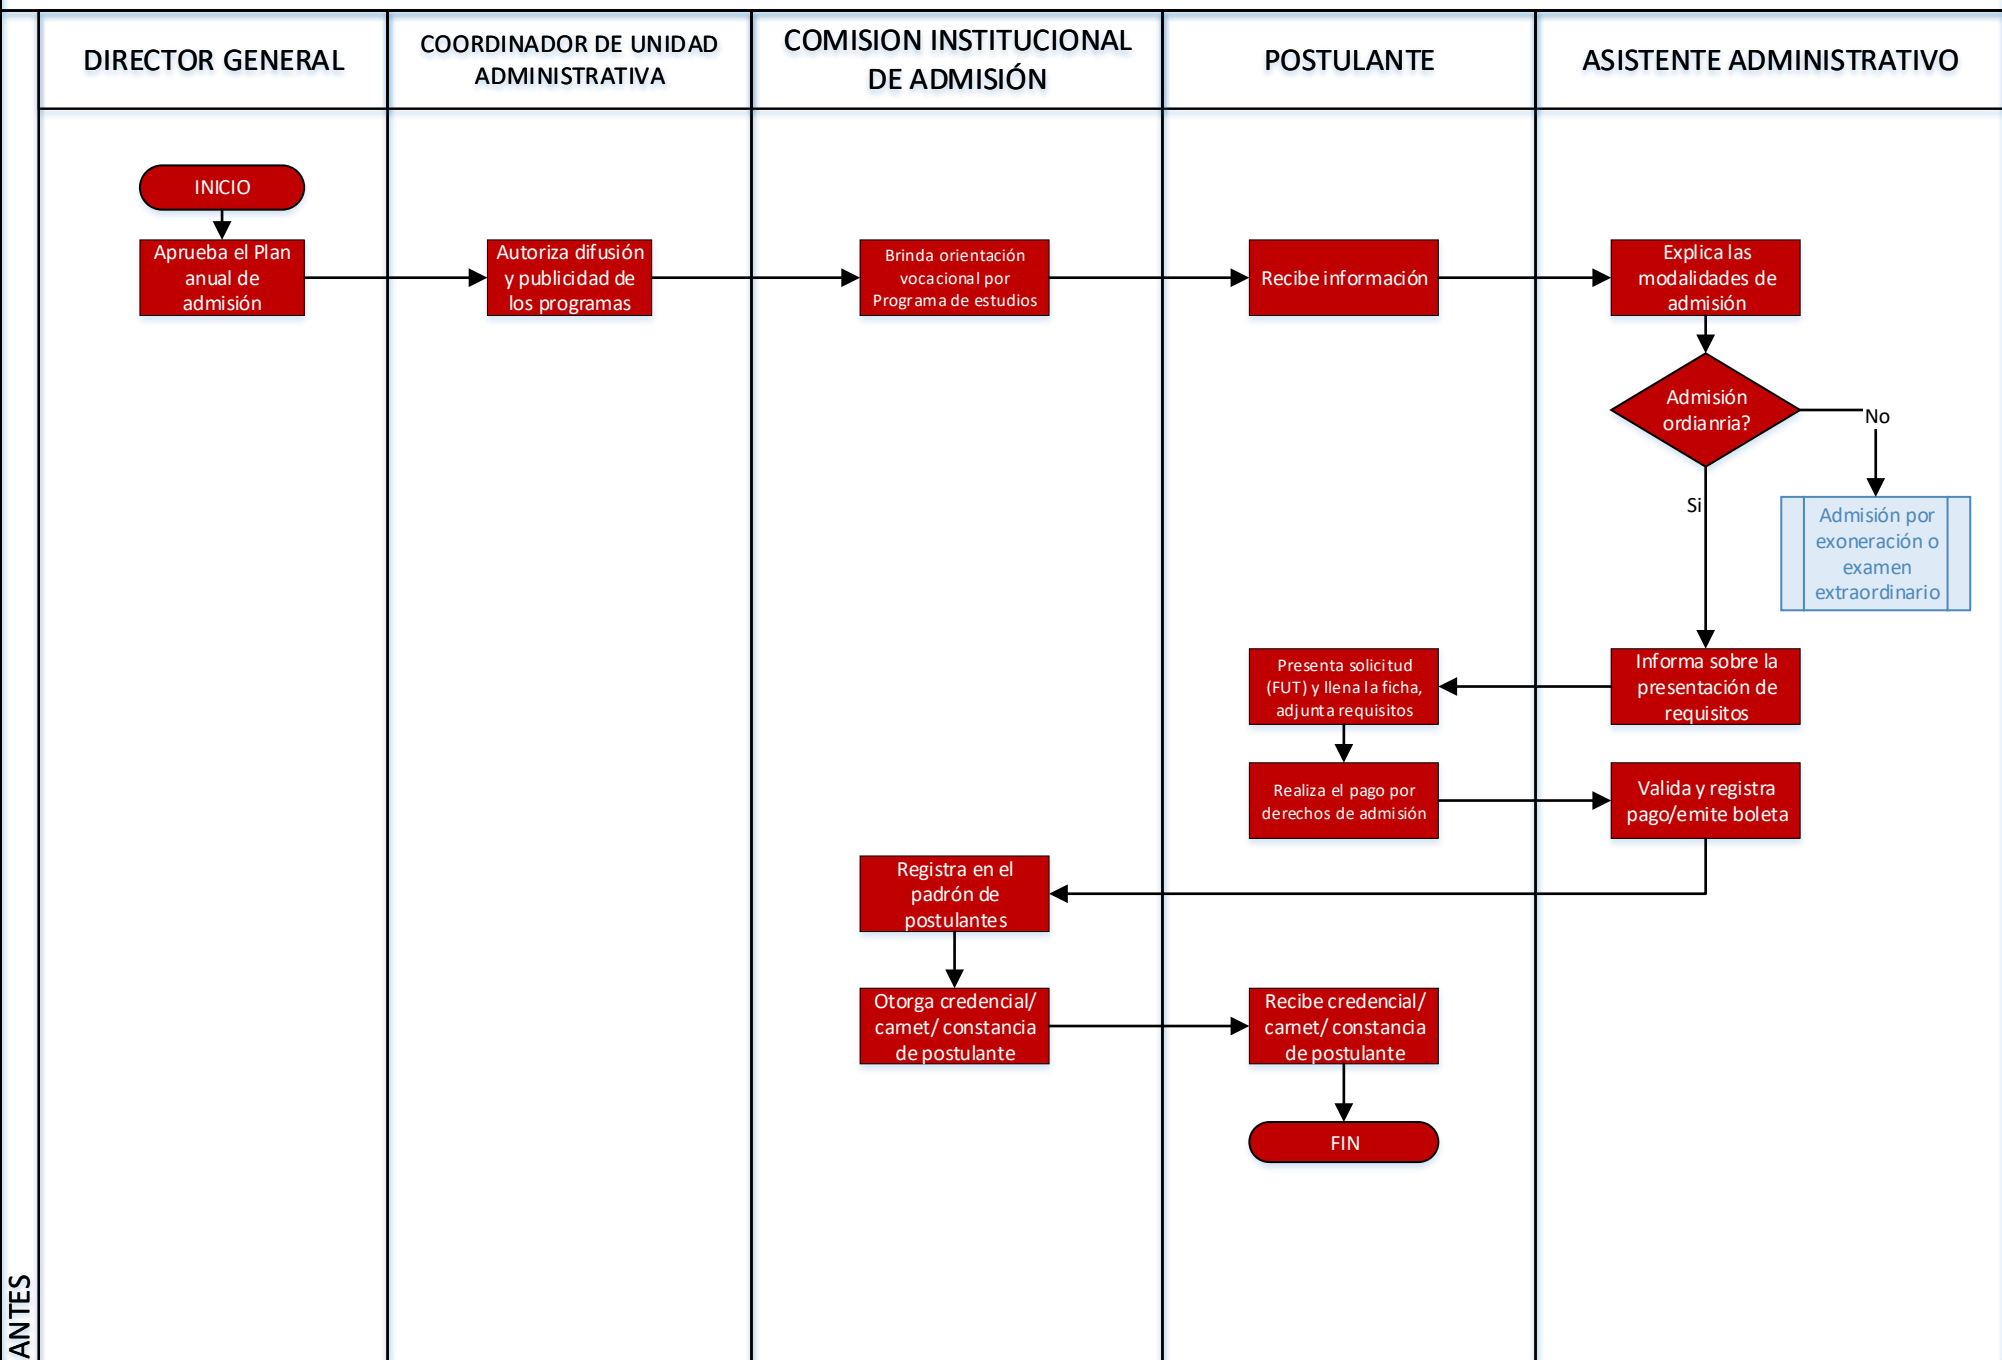 DIRECTOR GENERAL
COORDINADOR DE UNIDAD
ADMINISTRATIVA
COMISION INSTITUCIONAL
DE ADMISIÓN
POSTULANTE
ASISTENTE ADMINISTRATIVO
INICIO
Aprueba el Plan
anual de
admisión
Autoriza difusión
y publicidad de
los programas
Brinda orientación
vocacional por
Programa de estudios
Recibe información
Explica las
modalidades de
admisión
Admisión
ordianria?
No
Si
Admisión por
exoneración o
examen
extraordinario
Presenta solicitud
(FUT) y llena la ficha,
adjunta requisitos
Informa sobre la
presentación de
requisitos
Realiza el pago por
derechos de admisión
Valida y registra
pago/emite boleta
Registra en el
padrón de
postulantes
Otorga credencial/
carnet/ constancia
de postulante
Recibe credencial/
carnet/ constancia
de postulante
FIN
ANTES